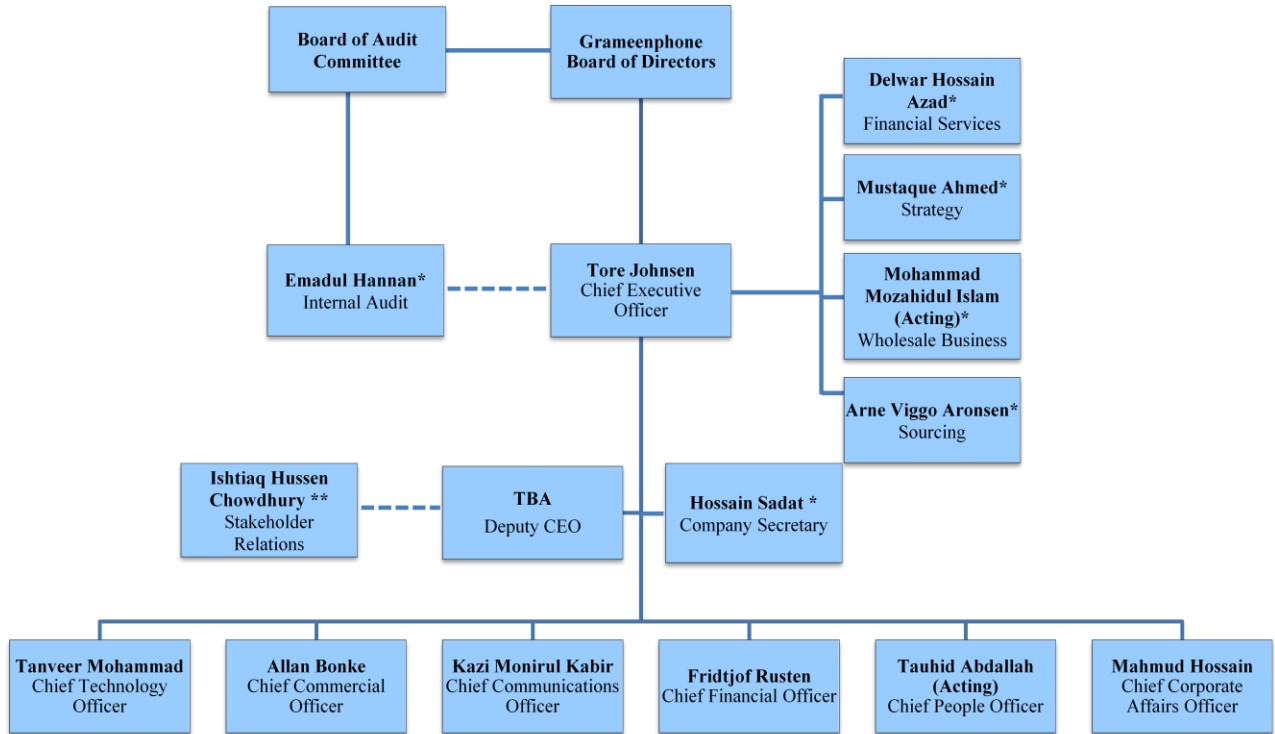 Board of Audit
Committee
Grameenphone
Board of Directors
Delwar Hossain
Azad*
Financial Services
Mustaque Ahmed*
Strategy
Emadul Hannan*
Internal Audit
Tore Johnsen
Chief Executive
Officer
Mohammad
Mozahidul Islam
(Acting)*
Wholesale Business
Arne Viggo Aronsen*
Sourcing
Ishtiaq Hussen
Chowdhury **
Stakeholder
Relations
TBA
Deputy CEO
Hossain Sadat *
Company Secretary
Tanveer Mohammad
Chief Technology
Officer
Allan Bonke
Chief Commercial
Officer
Kazi Monirul Kabir
Chief Communications
Officer
Fridtjof Rusten
Chief Financial Officer
Tauhid Abdallah
(Acting)
Chief People Officer
Mahmud Hossain
Chief Corporate
Affairs Officer